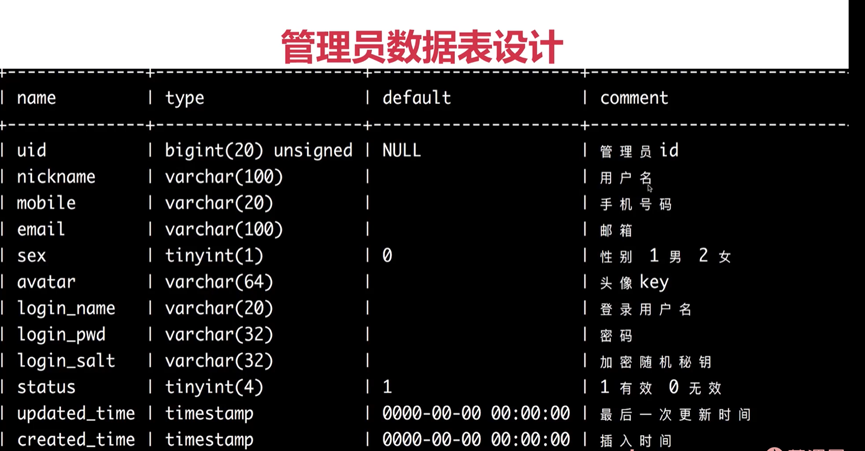 管理员数据表设计
+-----------+-----------+-----------+-----------
| name | type | default | comment
+-----------+-----------+-----------+-----------
| uid | bigint(20) unsigned | NULL | 管理员id
| nickname | varchar(100) | | 用户名
| mobile | varchar(20) | | 手机号码
| email | varchar(100) | | 邮箱
| sex | tinyint(1) | 0 | 性别 1男 2女
| avatar | varchar(64) | | 头像key
| login_name | varchar(20) | | 登录用户名
| login_pwd | varchar(32) | | 密码
| login_salt | varchar(32) | | 加密随机秘钥
| status | tinyint(4) | 1 | 1有效 0无效
| updated_time | timestamp | 0000-00-00 00:00:00 | 最后一次更新时间
| created_time | timestamp | 0000-00-00 00:00:00 | 插入时间